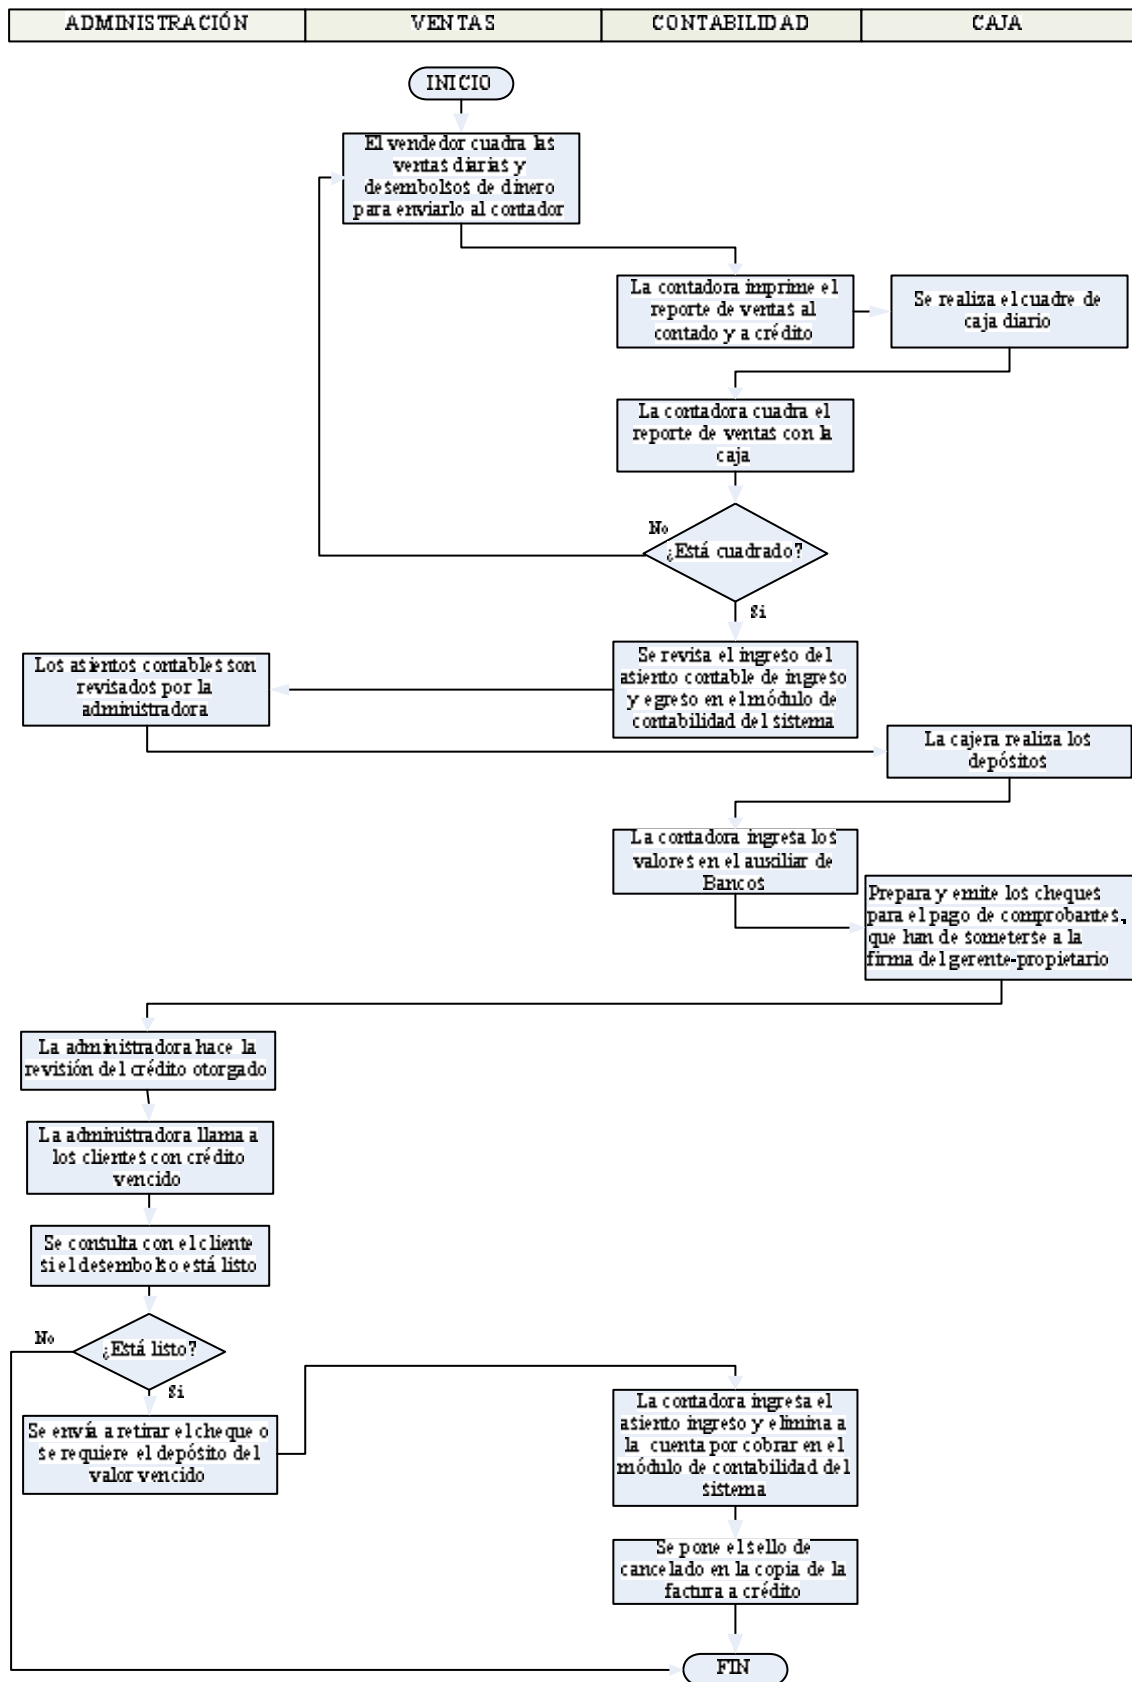 ADMINISTRACIÓN VENTAS CONTABILIDAD CAJA
INICIO
El vendedor cuadra las
ventas diarias y
desembolsos de dinero
para enviarlo al contador
La contadora imprime el
reporte de ventas al
contado y a crédito
Se realiza el cuadre de
caja diario
La contadora cuadra el
reporte de ventas con la
caja
No
¿Está cuadrado?
Si
Se revisa el ingreso del
asiento contable de ingreso
y egreso en el módulo de
contabilidad del sistema
Los asientos contables son
revisados por la
administradora
La cajera realiza los
depósitos
La contadora ingresa los
valores en el auxiliar de
Bancos
Prepara y emite los cheques
para el pago de comprobantes,
que han de someterse a la
firma del gerente-propietario
La administradora hace la
revisión del crédito otorgado
La administradora llama a
los clientes con crédito
vencido
Se consulta con el cliente
si el desembolso está listo
No
¿Está listo?
Si
Se envía a retirar el cheque o
se requiere el depósito del
valor vencido
La contadora ingresa el
asiento ingreso y elimina a
la cuenta por cobrar en el
módulo de contabilidad del
sistema
Se pone el sello de
cancelado en la copia de la
factura a crédito
FIN